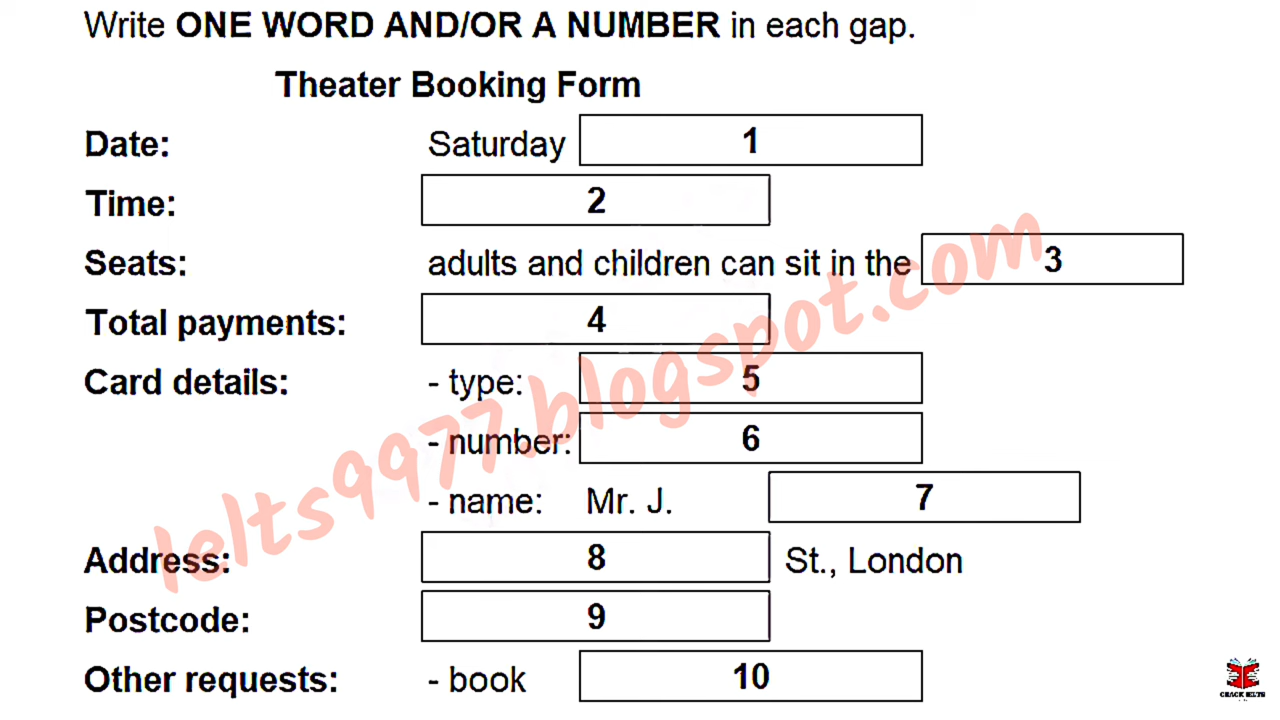 Write ONE WORD AND/OR A NUMBER in each gap.
Theater Booking Form
Date: Saturday 1
Time: 2
Seats: adults and children can sit in the 3
Total payments: 4
Card details: - type: 5
- number: 6
- name: Mr. J. 7
Address: 8 St., London
Postcode: 9
Other requests: - book 10
Ielts9977.blogspot.com
CRACK IELTS